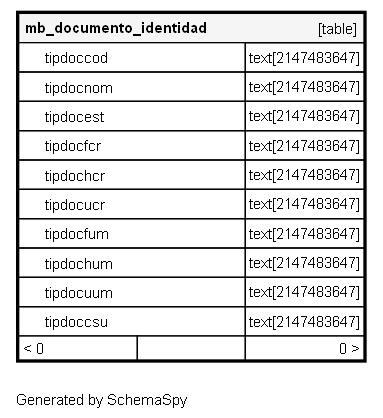 mb_documento_identidad [table]
tipdoccod text[2147483647]
tipdocnom text[2147483647]
tipdocest text[2147483647]
tipdocfcr text[2147483647]
tipdochcr text[2147483647]
tipdocucr text[2147483647]
tipdocfum text[2147483647]
tipdochum text[2147483647]
tipdocuum text[2147483647]
tipdoccsu text[2147483647]
< 0 0 >
Generated by SchemaSpy